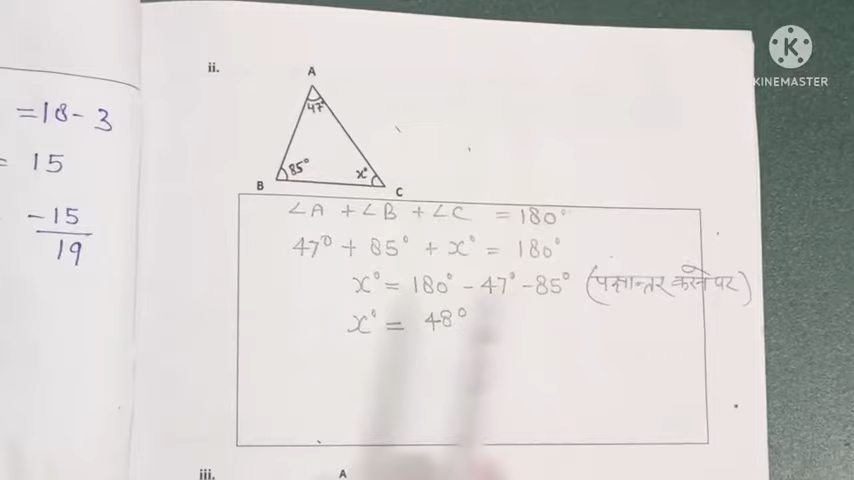 = 18 - 3
= 15
-15
19
ii.
A
47°
85°
x°
B
C
∠A + ∠B + ∠C = 180°
47° + 85° + x° = 180°
x° = 180° - 47° - 85° (पक्षान्तर करने पर)
x° = 48°
iii.
A
K
KINEMASTER